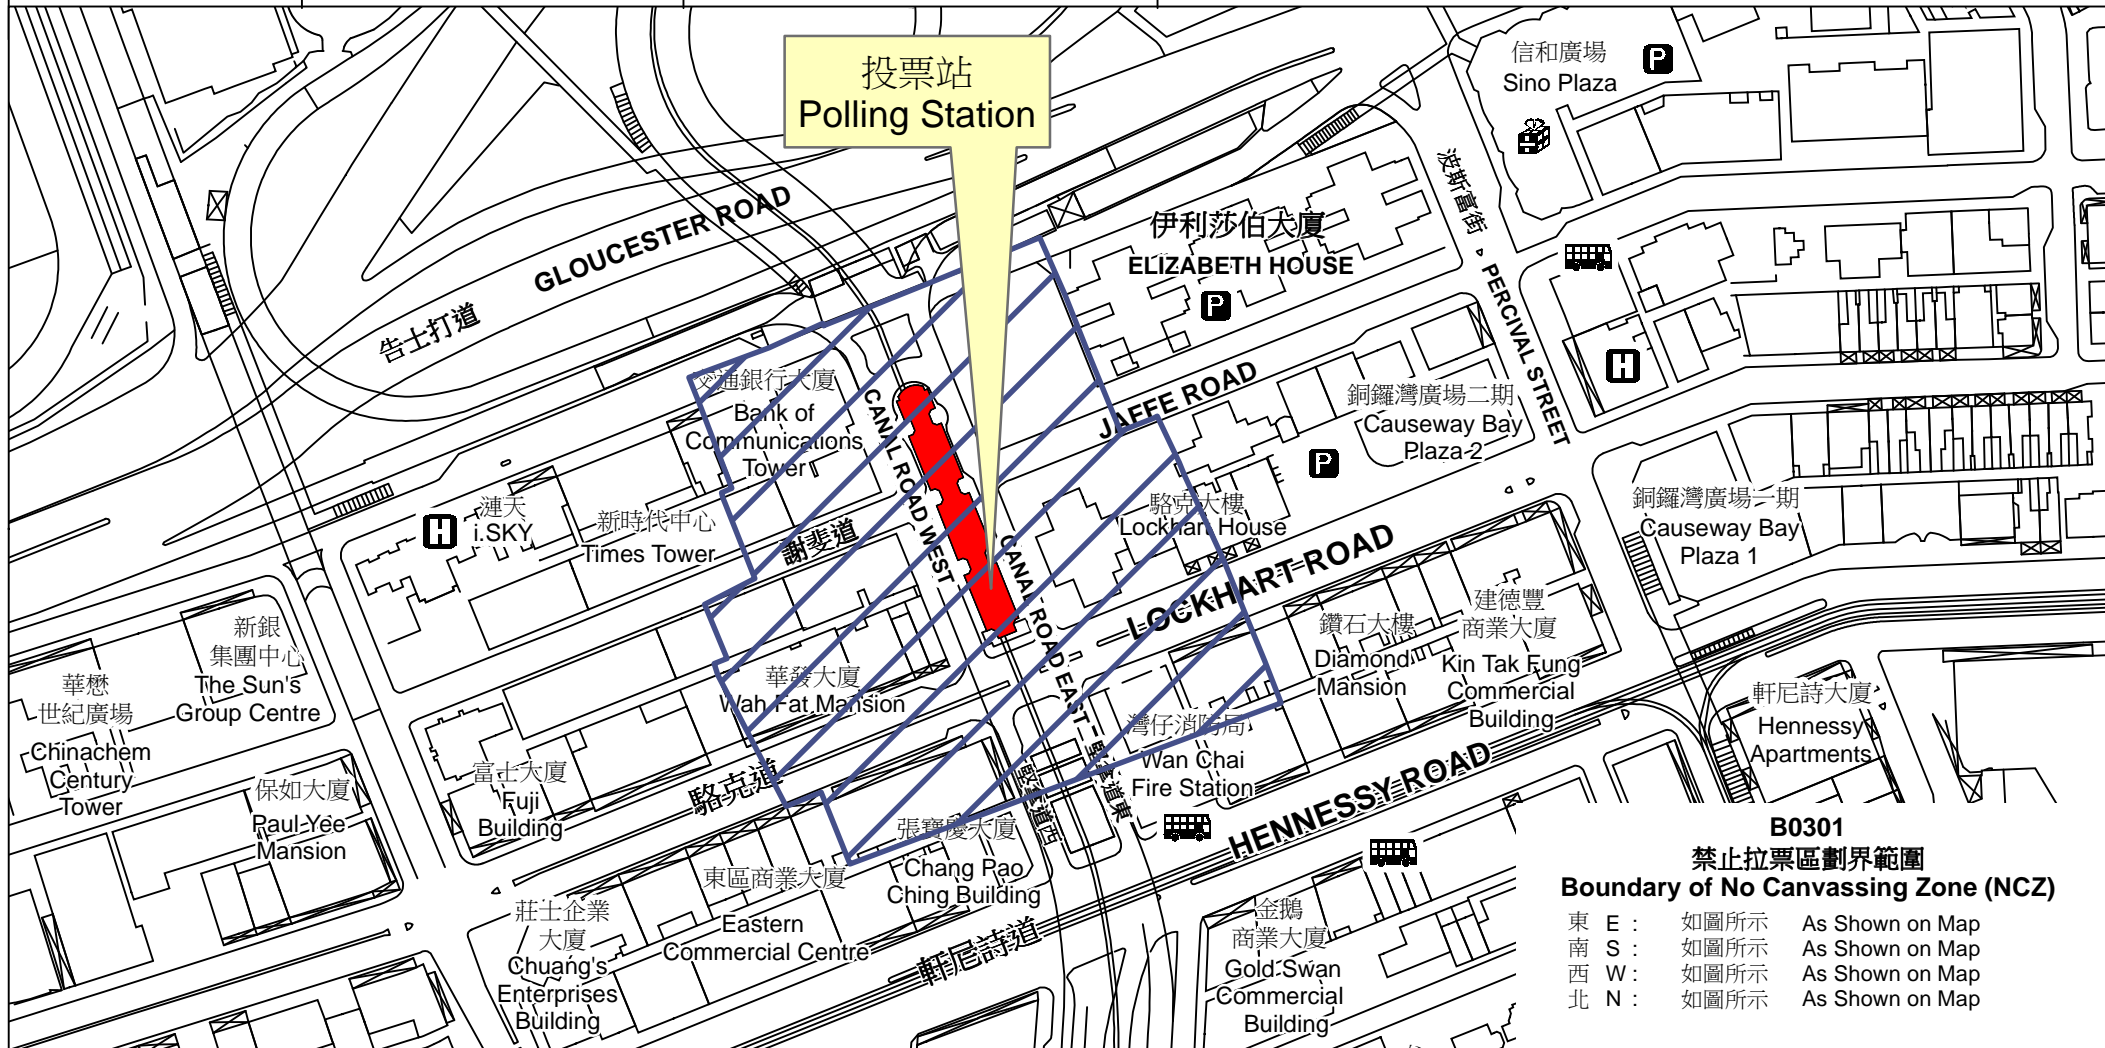 投票站
Polling Station
信和廣場
Sino Plaza
P
波斯富街
PERCIVAL STREET
GLOUCESTER ROAD
告士打道
伊利莎伯大廈
ELIZABETH HOUSE
P
H
交通銀行大廈
Bank of
Communications
Tower
CANAL ROAD WEST
JAFFE ROAD
銅鑼灣廣場二期
Causeway Bay
Plaza 2
P
H
漣天
i.SKY
新時代中心
Times Tower
謝斐道
CANAL ROAD EAST
駱克大樓
Lockhart House
LOCKHART ROAD
銅鑼灣廣場一期
Causeway Bay
Plaza 1
新銀
集團中心
The Sun's
Group Centre
華懋
世紀廣場
Chinachem
Century
Tower
華發大廈
Wah Fat Mansion
鑽石大樓
Diamond
Mansion
建德豐
商業大廈
Kin Tak Fung
Commercial
Building
軒尼詩大廈
Hennessy
Apartments
灣仔消防局
Wan Chai
Fire Station
堅拿道西
堅拿道東
駱克道
富士大廈
Fuji
Building
保如大廈
Paul Yee
Mansion
HENNESSY ROAD
張寶慶大廈
Chang Pao
Ching Building
東區商業大廈
Eastern
Commercial Centre
莊士企業
大廈
Chuang's
Enterprises
Building
軒尼詩道
金鵝
商業大廈
Gold Swan
Commercial
Building
B0301
禁止拉票區劃界範圍
Boundary of No Canvassing Zone (NCZ)
東 E : 如圖所示 As Shown on Map
南 S : 如圖所示 As Shown on Map
西 W : 如圖所示 As Shown on Map
北 N : 如圖所示 As Shown on Map